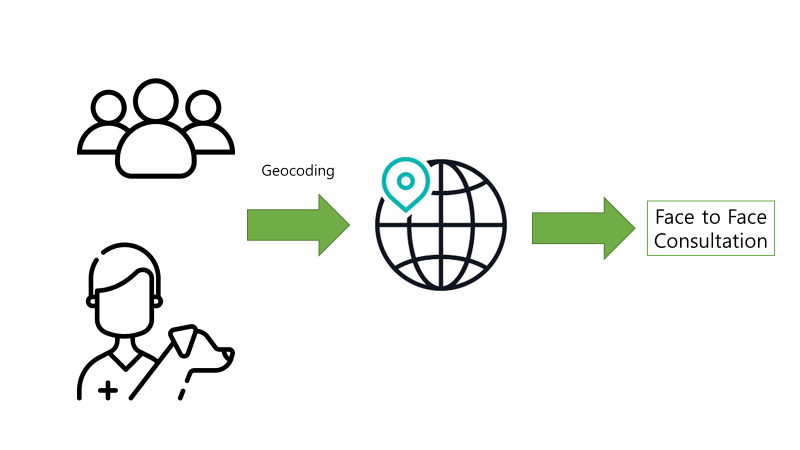 Geocoding
Face to Face
Consultation